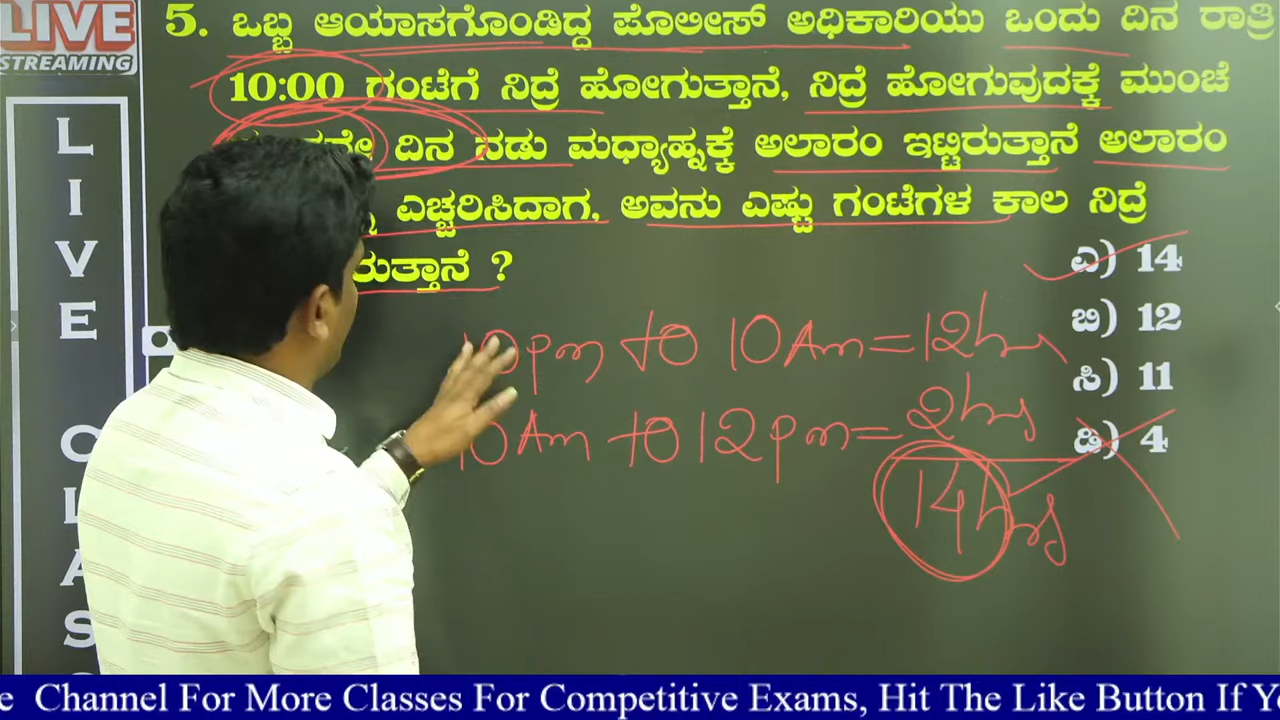 LIVE
STREAMING
LIVE
5. ಒಬ್ಬ ಆಯಾಸಗೊಂಡಿದ್ದ ಪೊಲೀಸ್ ಅಧಿಕಾರಿಯು ಒಂದು ದಿನ ರಾತ್ರಿ
10:00 ಗಂಟೆಗೆ ನಿದ್ರೆ ಹೋಗುತ್ತಾನೆ, ನಿದ್ರೆ ಹೋಗುವುದಕ್ಕೆ ಮುಂಚೆ
ದಿನ ನಡು ಮಧ್ಯಾಹ್ನಕ್ಕೆ ಅಲಾರಂ ಇಟ್ಟಿರುತ್ತಾನೆ ಅಲಾರಂ
ಎಚ್ಚರಿಸಿದಾಗ, ಅವನು ಎಷ್ಟು ಗಂಟೆಗಳ ಕಾಲ ನಿದ್ರೆ
ರುತ್ತಾನೆ ?
ಎ) 14
ಬಿ) 12
ಸಿ) 11
ಡಿ) 4
10pm to 10Am=12hrs
10Am to 12pm=2hrs
14hrs
Channel For More Classes For Competitive Exams, Hit The Like Button If